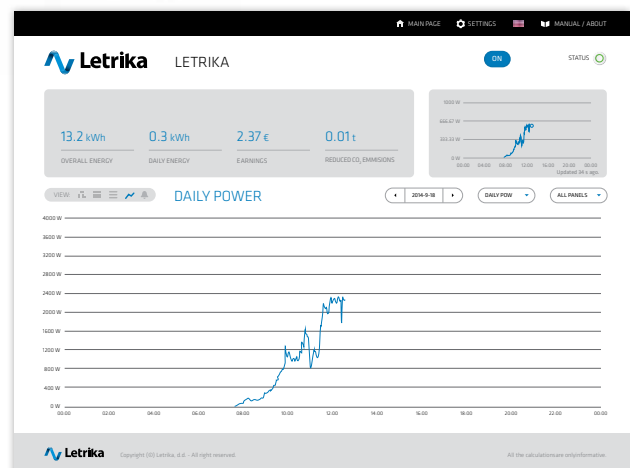 MAIN PAGE SETTINGS MANUAL / ABOUT
Letrika LETRIKA ON STATUS
13.2 kWh 0.3 kWh 2.37 € 0.01 t
OVERALL ENERGY DAILY ENERGY EARNINGS REDUCED CO2 EMMISIONS
1000 W
666.67 W
333.33 W
0 W
00:00 04:00 08:00 12:00 16:00 20:00 00:00
Updated 34 s ago
VIEW: DAILY POWER 2014-9-18 DAILY POW ALL PANELS
4000 W
3600 W
3200 W
2800 W
2400 W
2000 W
1600 W
1200 W
800 W
400 W
0 W
00:00 02:00 04:00 06:00 08:00 10:00 12:00 14:00 16:00 18:00 20:00 22:00 00:00
Letrika Copyright (©) Letrika, d.d. - All right reserved. All the calculationsare onlyinformative.